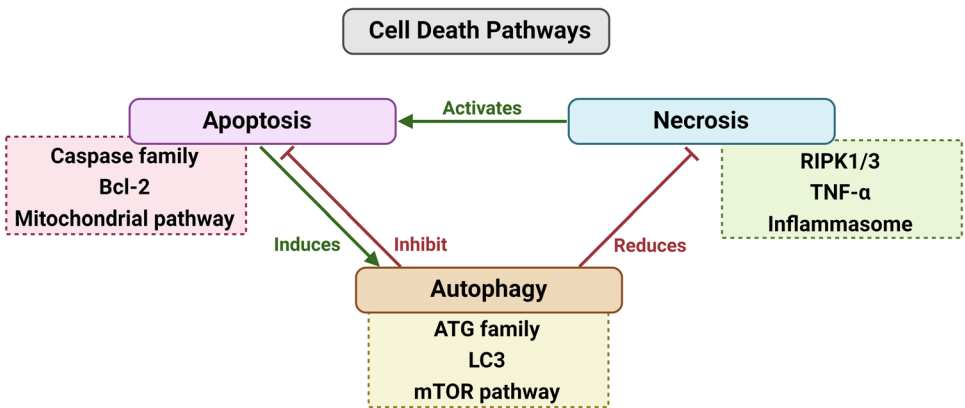 Cell Death Pathways
Activates
Apoptosis
Necrosis
Caspase family
Bcl-2
Mitochondrial pathway
RIPK1/3
TNF-α
Inflammasome
Induces
Inhibit
Reduces
Autophagy
ATG family
LC3
mTOR pathway